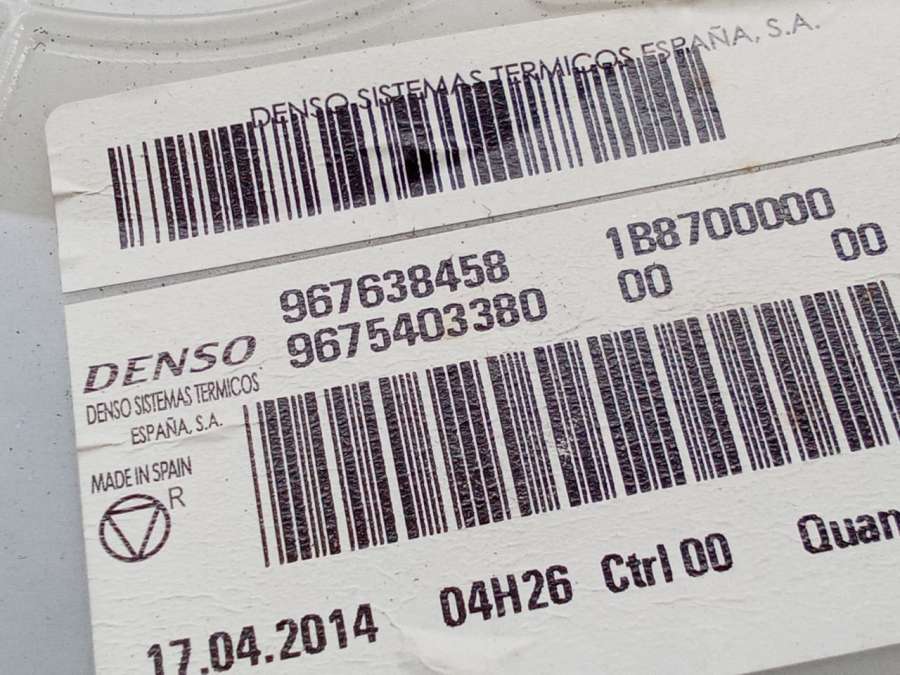 DENSO SISTEMAS TERMICOS ESPAÑA, S.A.
967638458 1B8700000
9675403380 00 00
DENSO
DENSO SISTEMAS TERMICOS
ESPAÑA, S.A.
MADE IN SPAIN
R
17.04.2014 04H26 Ctrl 00 Quan